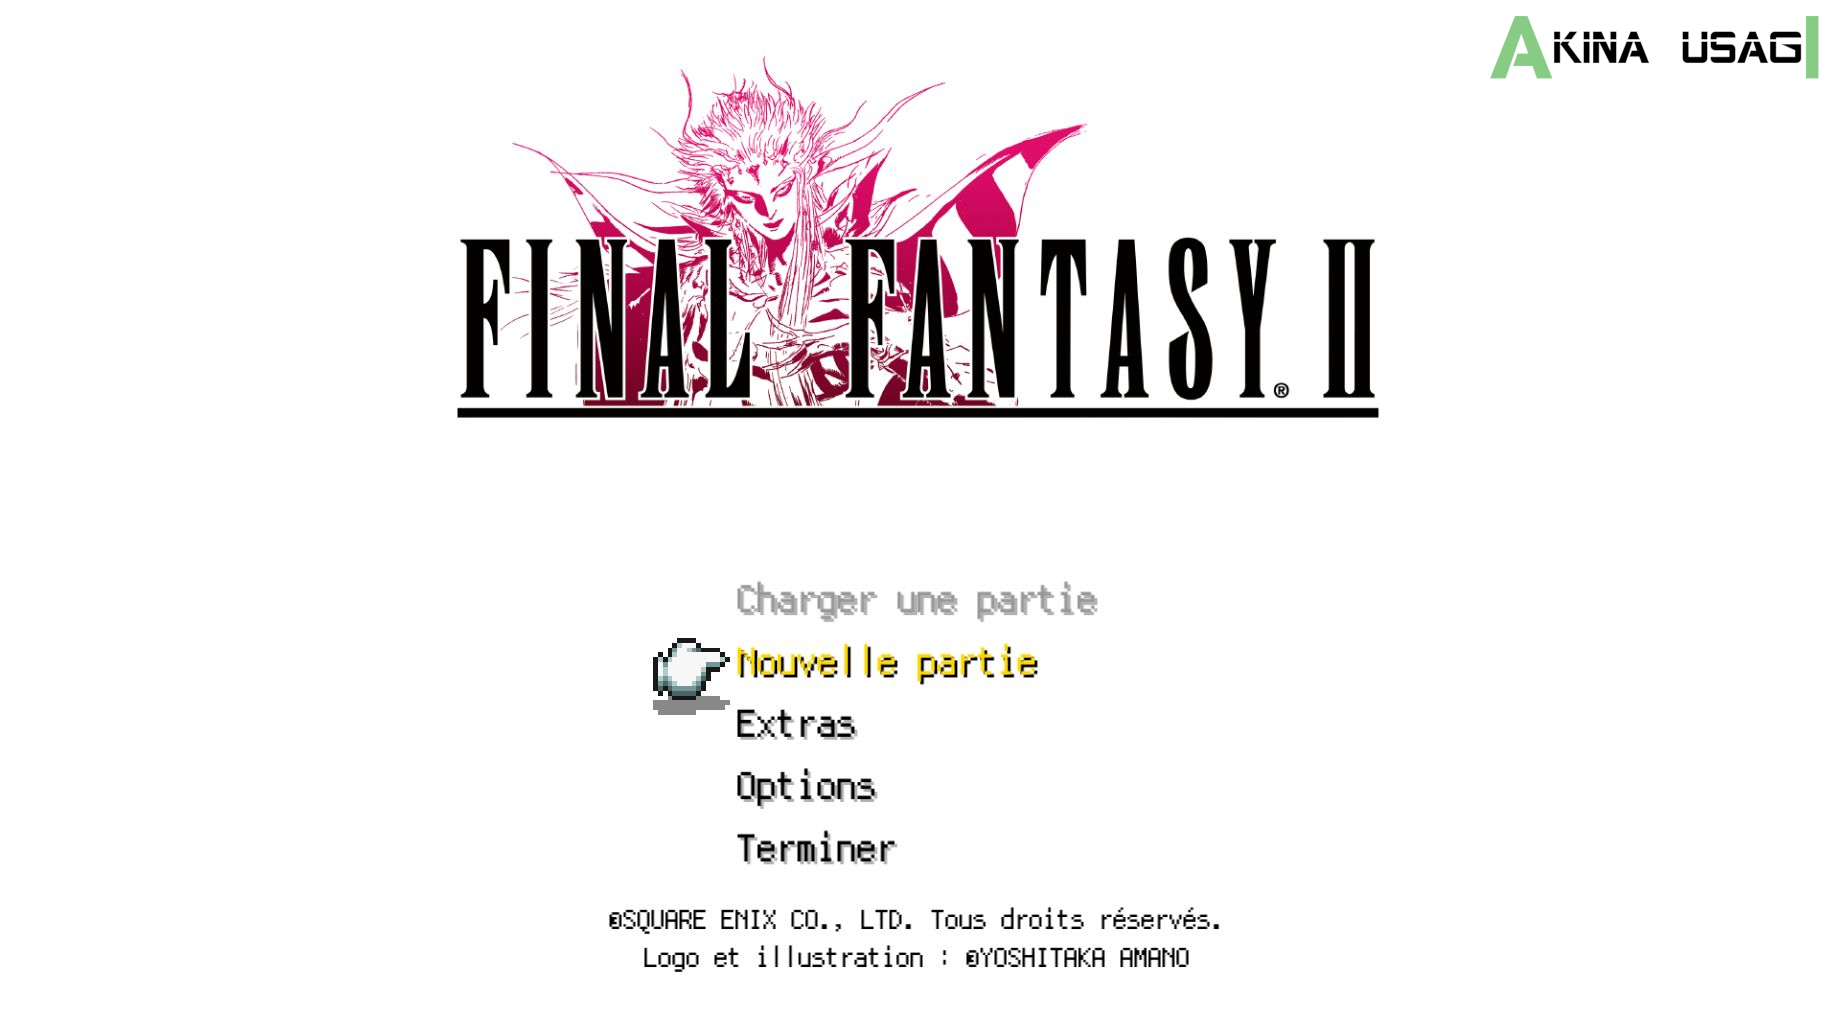 AKINA USAGI
FINAL FANTASY® II
Charger une partie
Nouvelle partie
Extras
Options
Terminer
©SQUARE ENIX CO., LTD. Tous droits réservés.
Logo et illustration : ©YOSHITAKA AMANO